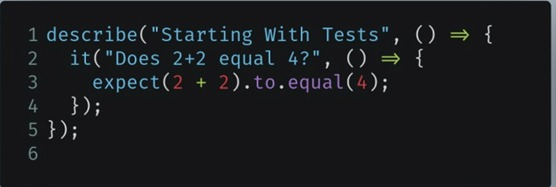 1 describe("Starting With Tests", () => {
2   it("Does 2+2 equal 4?", () => {
3     expect(2 + 2).to.equal(4);
4   });
5 });
6